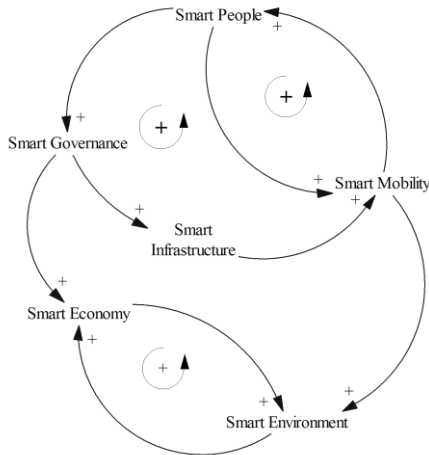 Smart People
+
+
+
+
Smart Governance
+
+
Smart Mobility
+
Smart
Infrastructure
+
Smart Economy
+
+
+
+
Smart Environment